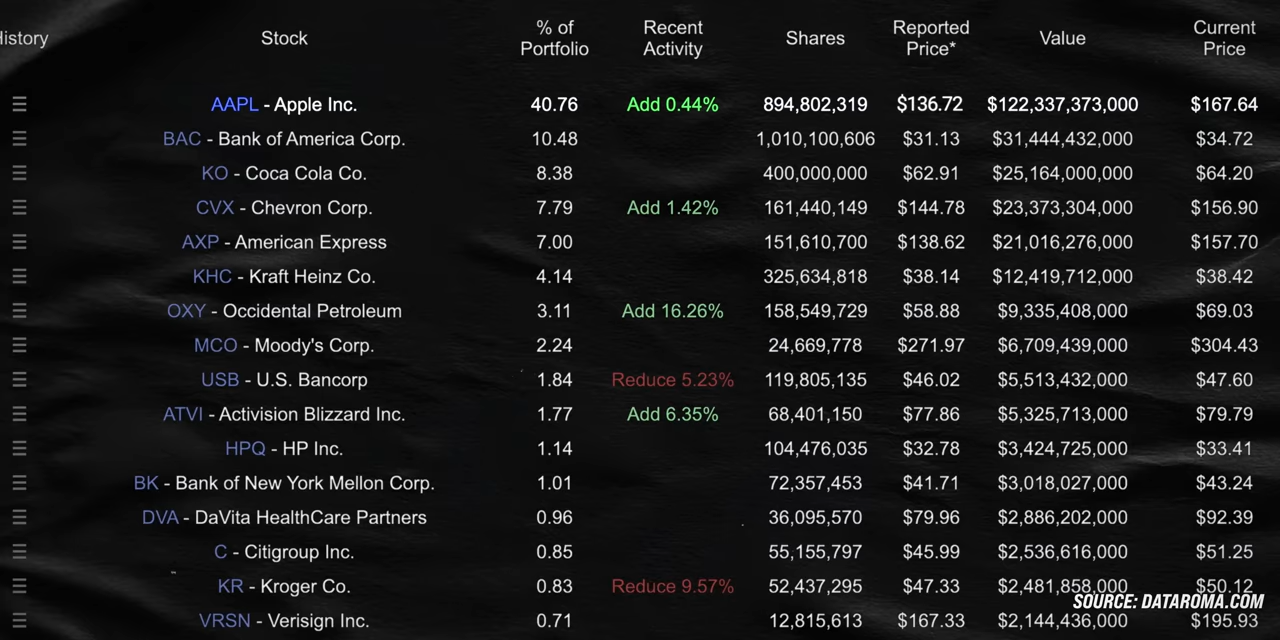 History Stock % of Portfolio Recent Activity Shares Reported Price* Value Current Price
AAPL - Apple Inc. 40.76 Add 0.44% 894,802,319 $136.72 $122,337,373,000 $167.64
BAC - Bank of America Corp. 10.48 1,010,100,606 $31.13 $31,444,432,000 $34.72
KO - Coca Cola Co. 8.38 400,000,000 $62.91 $25,164,000,000 $64.20
CVX - Chevron Corp. 7.79 Add 1.42% 161,440,149 $144.78 $23,373,304,000 $156.90
AXP - American Express 7.00 151,610,700 $138.62 $21,016,276,000 $157.70
KHC - Kraft Heinz Co. 4.14 325,634,818 $38.14 $12,419,712,000 $38.42
OXY - Occidental Petroleum 3.11 Add 16.26% 158,549,729 $58.88 $9,335,408,000 $69.03
MCO - Moody's Corp. 2.24 24,669,778 $271.97 $6,709,439,000 $304.43
USB - U.S. Bancorp 1.84 Reduce 5.23% 119,805,135 $46.02 $5,513,432,000 $47.60
ATVI - Activision Blizzard Inc. 1.77 Add 6.35% 68,401,150 $77.86 $5,325,713,000 $79.79
HPQ - HP Inc. 1.14 104,476,035 $32.78 $3,424,725,000 $33.41
BK - Bank of New York Mellon Corp. 1.01 72,357,453 $41.71 $3,018,027,000 $43.24
DVA - DaVita HealthCare Partners 0.96 36,095,570 $79.96 $2,886,202,000 $92.39
C - Citigroup Inc. 0.85 55,155,797 $45.99 $2,536,616,000 $51.25
KR - Kroger Co. 0.83 Reduce 9.57% 52,437,295 $47.33 $2,481,858,000 $50.12
SOURCE: DATAROMA.COM
VRSN - Verisign Inc. 0.71 12,815,613 $167.33 $2,144,436,000 $195.93